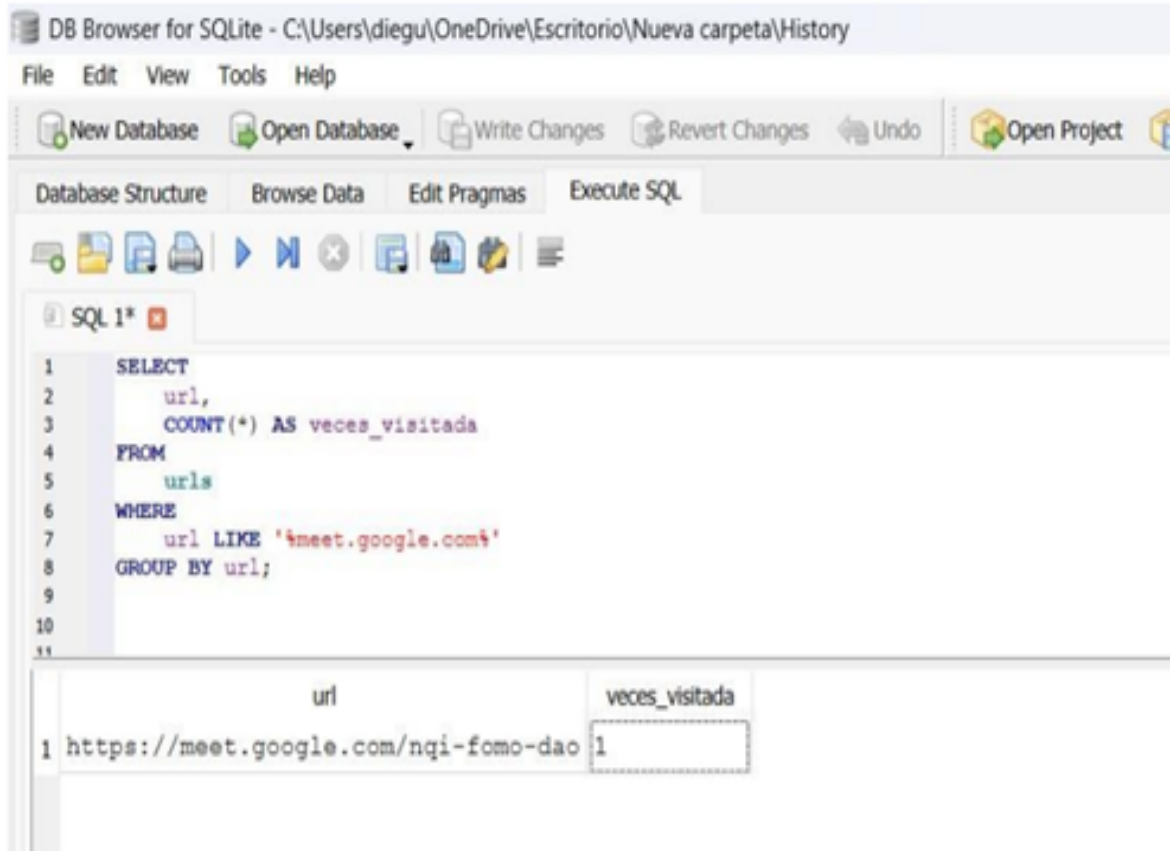 DB Browser for SQLite - C:\Users\diegu\OneDrive\Escritorio\Nueva carpeta\History
File Edit View Tools Help
New Database Open Database Write Changes Revert Changes Undo Open Project
Database Structure Browse Data Edit Pragmas Execute SQL
SQL 1*
1 SELECT
2 url,
3 COUNT(*) AS veces_visitada
4 FROM
5 urls
6 WHERE
7 url LIKE '%meet.google.com%'
8 GROUP BY url;
9
10
11
url veces_visitada
1 https://meet.google.com/nqi-fomo-dao 1